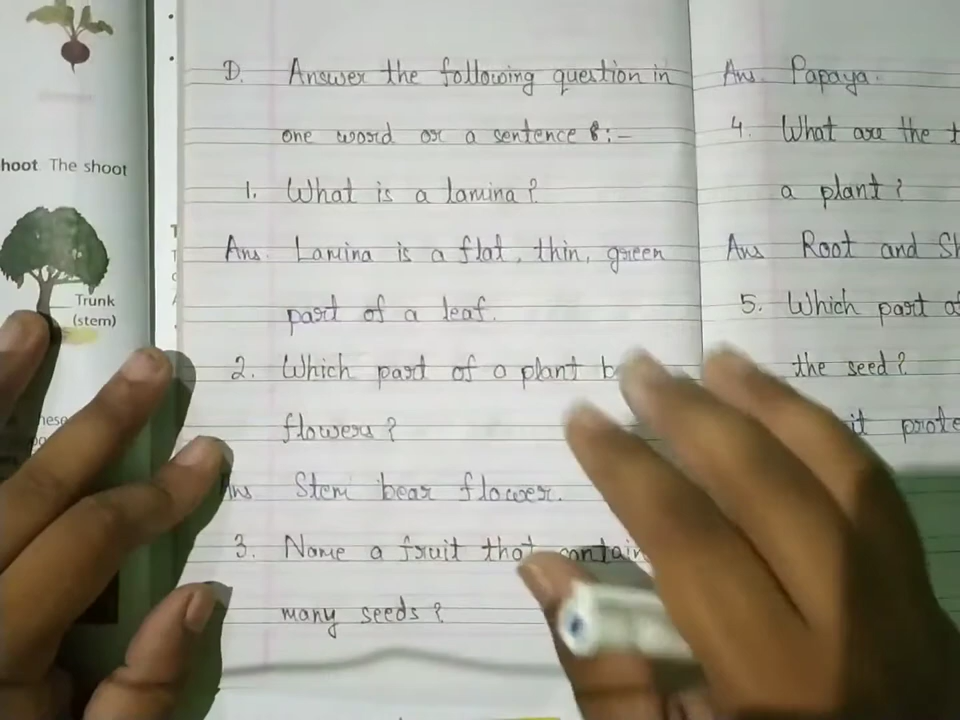 hoot The shoot
Trunk
(stem)
D. Answer the following question in
one word or a sentence :-
1. What is a lamina?
Ans. Lamina is a flat, thin, green
part of a leaf.
2. Which part of a plant
flowers?
Ans Stem bear flower.
3. Name a fruit that contain
many seeds?
Ans. Papaya.
4. What are the
a plant?
Ans Root and
5. Which part of
the seed?
it